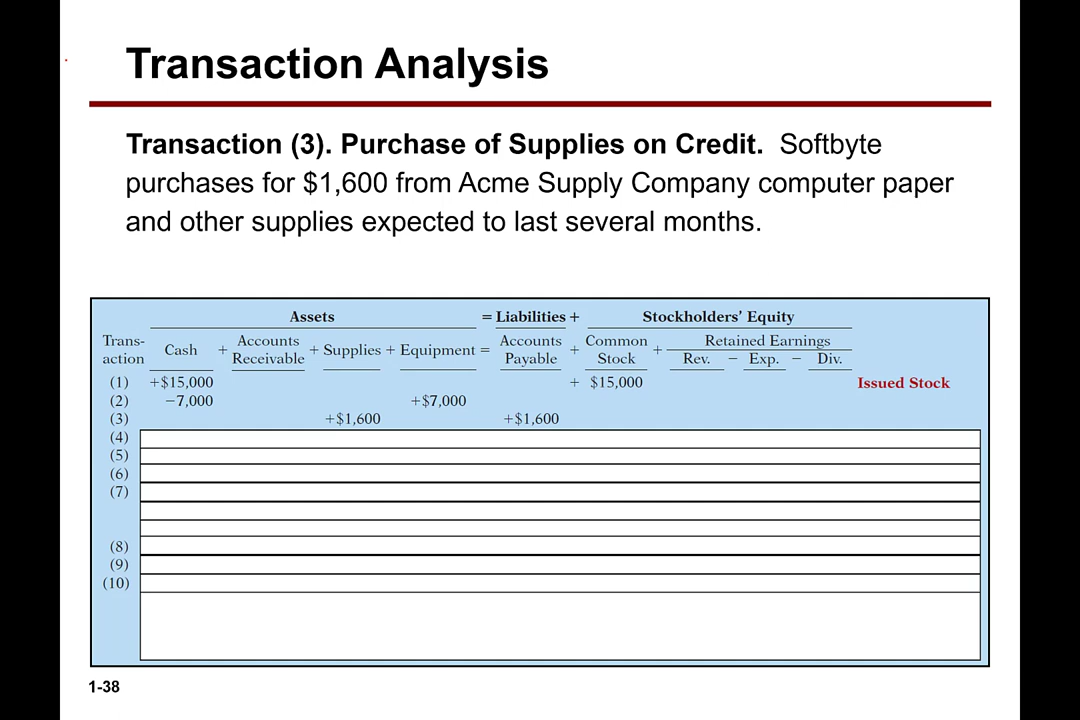 Transaction Analysis
Transaction (3). Purchase of Supplies on Credit. Softbyte
purchases for $1,600 from Acme Supply Company computer paper
and other supplies expected to last several months.
Assets = Liabilities + Stockholders’ Equity
Trans- Accounts Accounts Common Retained Earnings
action Cash + Receivable + Supplies + Equipment = Payable + Stock + Rev. − Exp. − Div.
(1) +$15,000 + $15,000 Issued Stock
(2) −7,000 +$7,000
(3) +$1,600 +$1,600
(4)
(5)
(6)
(7)
(8)
(9)
(10)
1-38